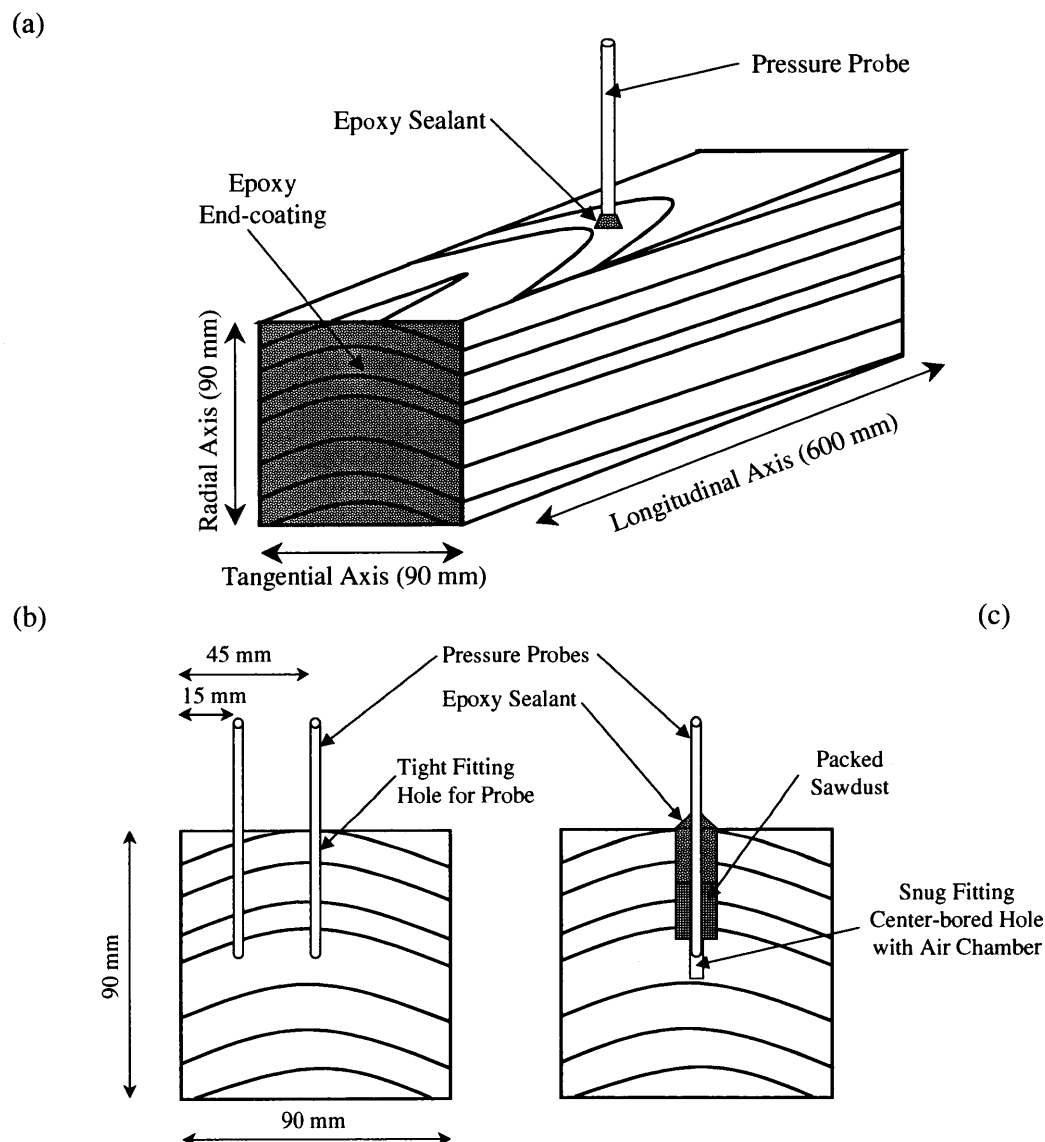 (a)
Pressure Probe
Epoxy Sealant
Epoxy
End-coating
Radial Axis (90 mm)
Longitudinal Axis (600 mm)
Tangential Axis (90 mm)
(b)
(c)
45 mm
15 mm
Pressure Probes
Epoxy Sealant
Tight Fitting
Hole for Probe
Packed
Sawdust
Snug Fitting
Center-bored Hole
with Air Chamber
90 mm
90 mm